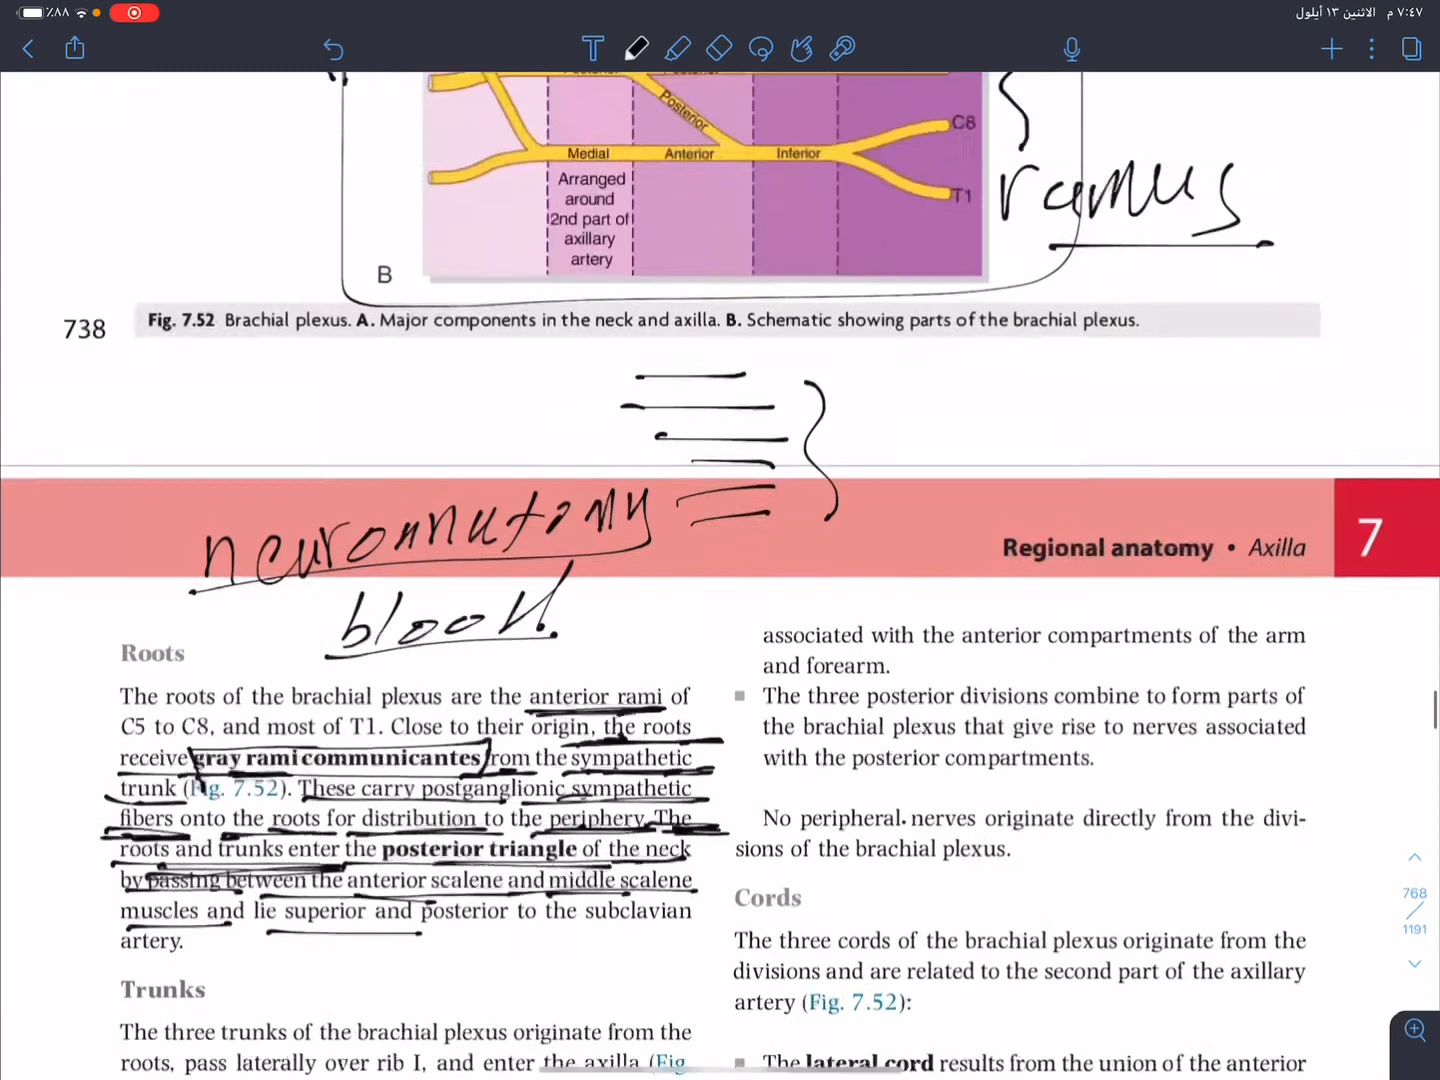 ٪٨٨
٧:٤٧ م الاثنين ١٣ أيلول
T
Posterior
C8
Medial Anterior Inferior
T1
Arranged
around
2nd part of
axillary
artery
ramus
B
738
Fig. 7.52 Brachial plexus. A. Major components in the neck and axilla. B. Schematic showing parts of the brachial plexus.
Regional anatomy • Axilla 7
Roots
The roots of the brachial plexus are the anterior rami of
C5 to C8, and most of T1. Close to their origin, the roots
receive gray rami communicantes from the sympathetic
trunk (Fig. 7.52). These carry postganglionic sympathetic
fibers onto the roots for distribution to the periphery. The
roots and trunks enter the posterior triangle of the neck
by passing between the anterior scalene and middle scalene
muscles and lie superior and posterior to the subclavian
artery.
Trunks
The three trunks of the brachial plexus originate from the
roots, pass laterally over rib I, and enter the axilla (Fig
associated with the anterior compartments of the arm
and forearm.
■ The three posterior divisions combine to form parts of
the brachial plexus that give rise to nerves associated
with the posterior compartments.
No peripheral nerves originate directly from the divi-
sions of the brachial plexus.
Cords
The three cords of the brachial plexus originate from the
divisions and are related to the second part of the axillary
artery (Fig. 7.52):
■ The lateral cord results from the union of the anterior
768
1191